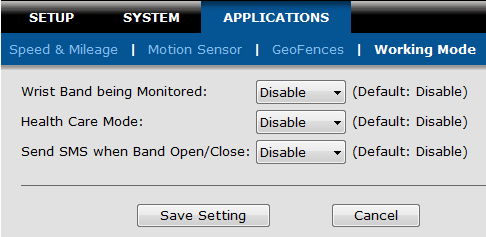 SETUP SYSTEM APPLICATIONS
Speed & Mileage | Motion Sensor | GeoFences | Working Mode
Wrist Band being Monitored: Disable (Default: Disable)
Health Care Mode: Disable (Default: Disable)
Send SMS when Band Open/Close: Disable (Default: Disable)
Save Setting Cancel